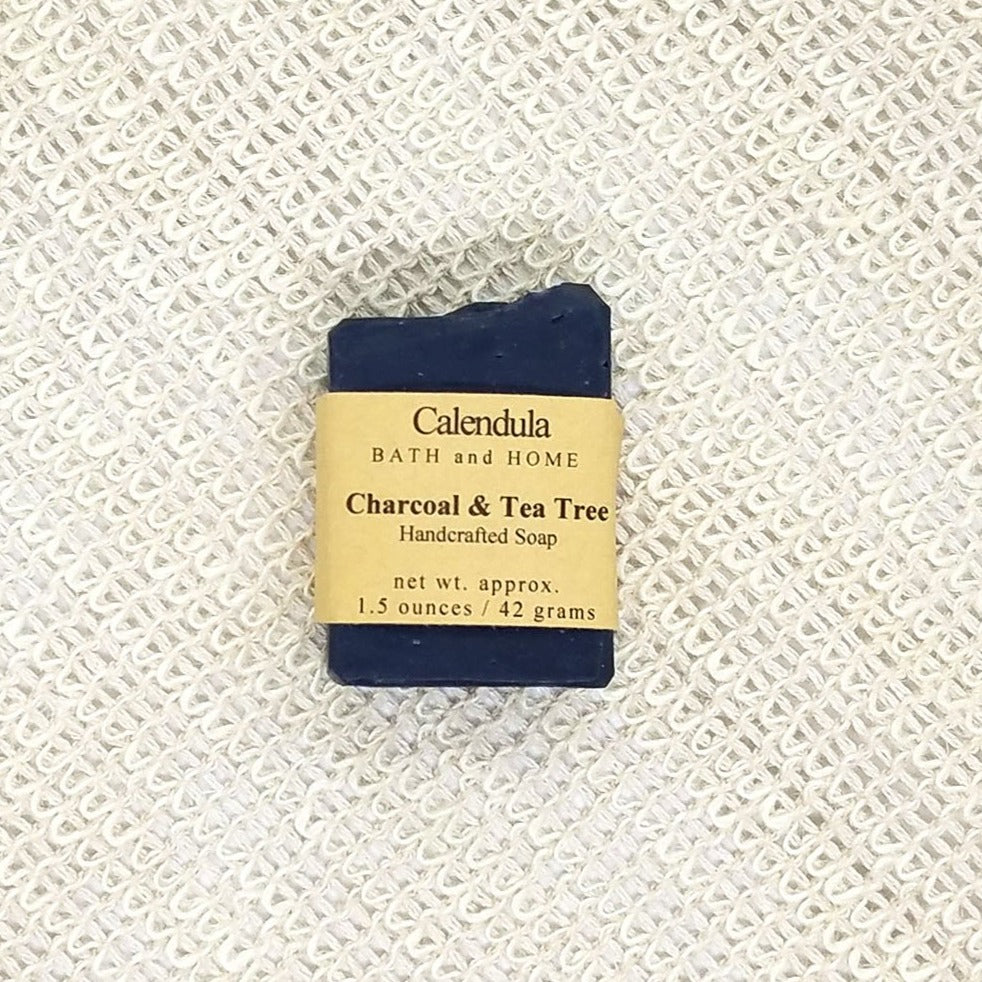 Calendula
BATH and HOME
Charcoal & Tea Tree
Handcrafted Soap
net wt. approx.
1.5 ounces / 42 grams